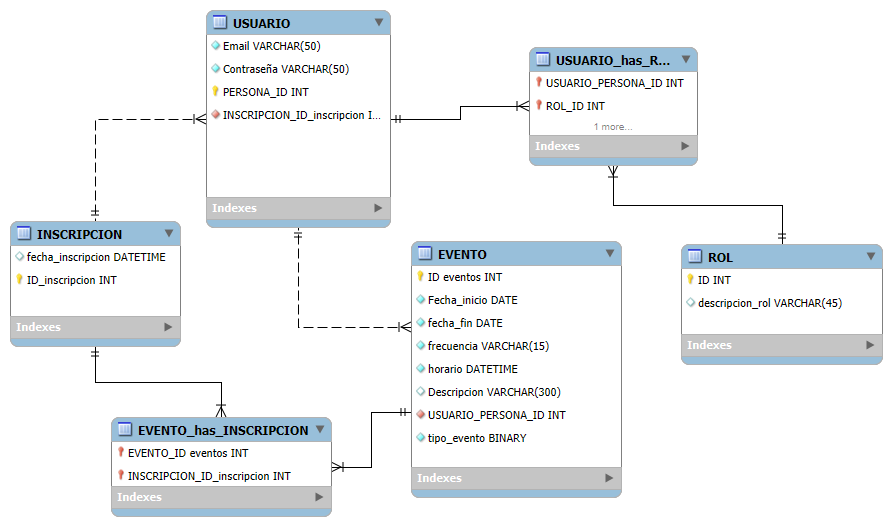 USUARIO
Email VARCHAR(50)
Contraseña VARCHAR(50)
PERSONA_ID INT
INSCRIPCION_ID_inscripcion I...
Indexes
USUARIO_has_R...
USUARIO_PERSONA_ID INT
ROL_ID INT
1 more...
Indexes
INSCRIPCION
fecha_inscripcion DATETIME
ID_inscripcion INT
Indexes
EVENTO
ID eventos INT
Fecha_inicio DATE
fecha_fin DATE
frecuencia VARCHAR(15)
horario DATETIME
Descripcion VARCHAR(300)
USUARIO_PERSONA_ID INT
tipo_evento BINARY
Indexes
ROL
ID INT
descripcion_rol VARCHAR(45)
Indexes
EVENTO_has_INSCRIPCION
EVENTO_ID eventos INT
INSCRIPCION_ID_inscripcion INT
Indexes